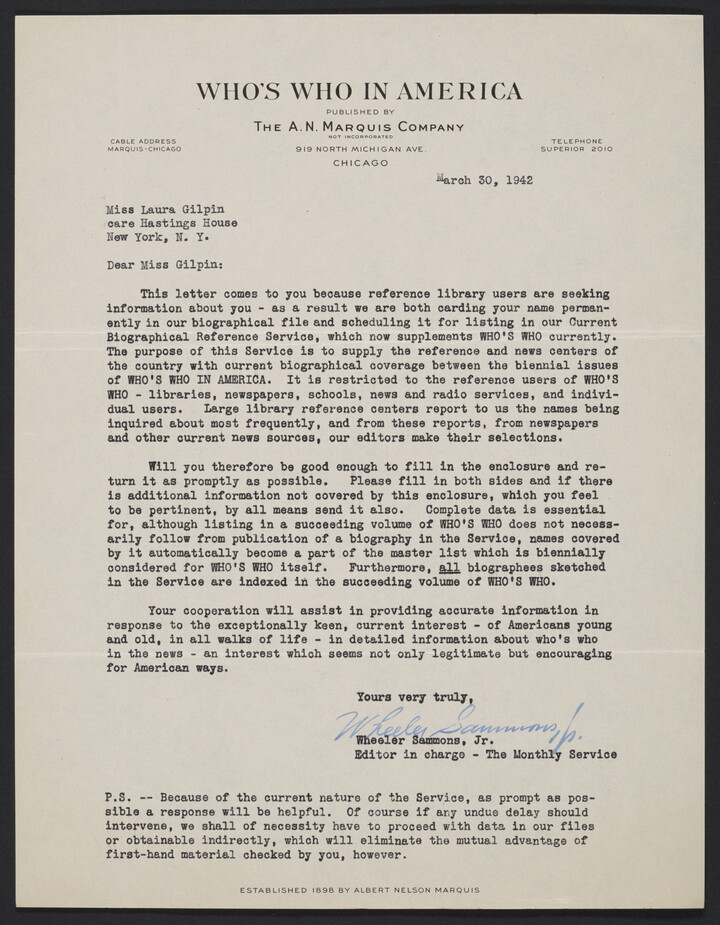 WHO'S WHO IN AMERICA
PUBLISHED BY
THE A.N. MARQUIS COMPANY
NOT INCORPORATED
CABLE ADDRESS
MARQUIS-CHICAGO
919 NORTH MICHIGAN AVE.
CHICAGO
TELEPHONE
SUPERIOR 2010
March 30, 1942
Miss Laura Gilpin
care Hastings House
New York, N. Y.
Dear Miss Gilpin:
This letter comes to you because reference library users are seeking
information about you - as a result we are both carding your name perman-
ently in our biographical file and scheduling it for listing in our Current
Biographical Reference Service, which now supplements WHO'S WHO currently.
The purpose of this Service is to supply the reference and news centers of
the country with current biographical coverage between the biennial issues
of WHO'S WHO IN AMERICA. It is restricted to the reference users of WHO'S
WHO - libraries, newspapers, schools, news and radio services, and indivi-
dual users. Large library reference centers report to us the names being
inquired about most frequently, and from these reports, from newspapers
and other current news sources, our editors make their selections.
Will you therefore be good enough to fill in the enclosure and re-
turn it as promptly as possible. Please fill in both sides and if there
is additional information not covered by this enclosure, which you feel
to be pertinent, by all means send it also. Complete data is essential
for, although listing in a succeeding volume of WHO'S WHO does not necess-
arily follow from publication of a biography in the Service, names covered
by it automatically become a part of the master list which is biennially
considered for WHO'S WHO itself. Furthermore, all biographees sketched
in the Service are indexed in the succeeding volume of WHO'S WHO.
Your cooperation will assist in providing accurate information in
response to the exceptionally keen, current interest - of Americans young
and old, in all walks of life - in detailed information about who's who
in the news - an interest which seems not only legitimate but encouraging
for American ways.
Yours very truly,
Wheeler Sammons, Jr.
Wheeler Sammons, Jr.
Editor in charge - The Monthly Service
P.S. -- Because of the current nature of the Service, as prompt as pos-
sible a response will be helpful. Of course if any undue delay should
intervene, we shall of necessity have to proceed with data in our files
or obtainable indirectly, which will eliminate the mutual advantage of
first-hand material checked by you, however.
ESTABLISHED 1898 BY ALBERT NELSON MARQUIS